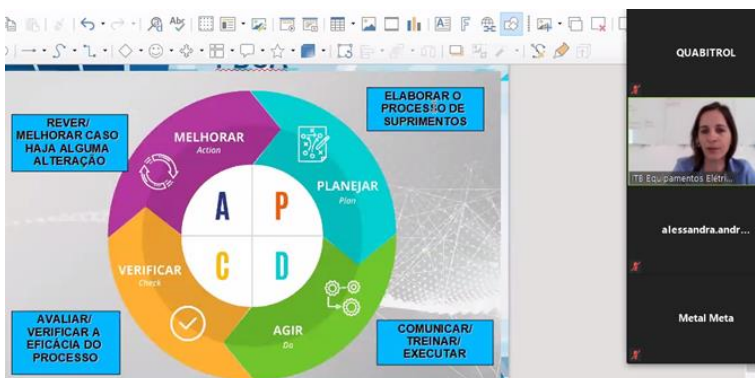 PDCA
REVER/
MELHORAR CASO
HAJA ALGUMA
ALTERAÇÃO
MELHORAR
Action
ELABORAR O
PROCESSO DE
SUPRIMENTOS
PLANEJAR
Plan
A P
C D
VERIFICAR
Check
AGIR
Do
AVALIAR/
VERIFICAR A
EFICÁCIA DO
PROCESSO
COMUNICAR/
TREINAR/
EXECUTAR
QUABITROL
ITB Equipamentos Elétri...
alessandra.andr...
Metal Meta